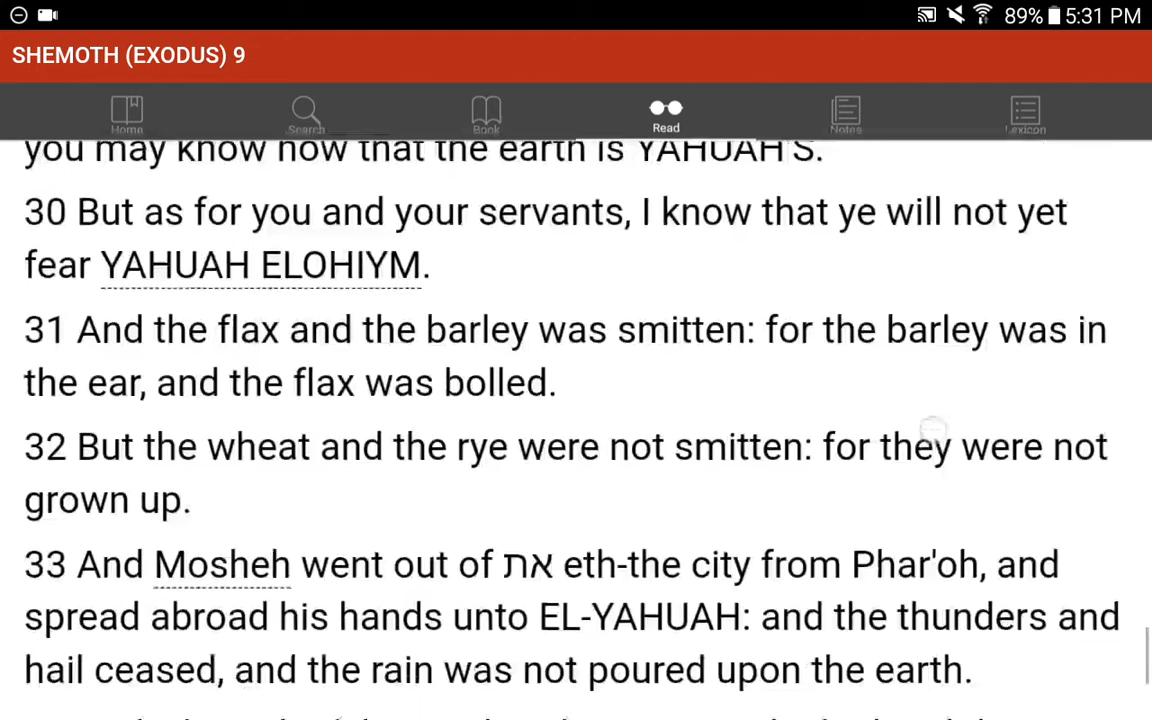 89% 5:31 PM
SHEMOTH (EXODUS) 9
Home Search Book Read Notes Lexicon
you may know how that the earth is YAHUAH'S.
30 But as for you and your servants, I know that ye will not yet
fear YAHUAH ELOHIYM.
31 And the flax and the barley was smitten: for the barley was in
the ear, and the flax was bolled.
32 But the wheat and the rye were not smitten: for they were not
grown up.
33 And Mosheh went out of את eth-the city from Phar'oh, and
spread abroad his hands unto EL-YAHUAH: and the thunders and
hail ceased, and the rain was not poured upon the earth.